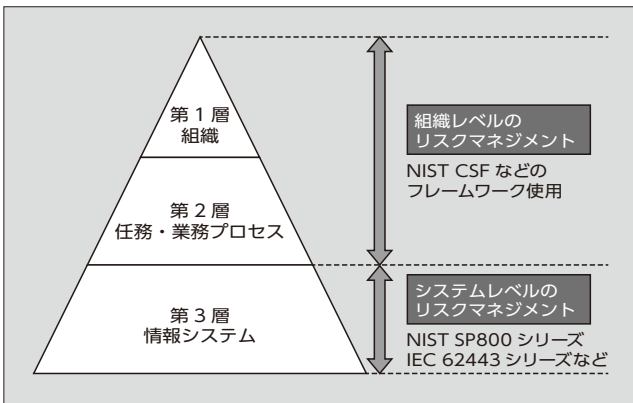 第1層
組織
第2層
任務・業務プロセス
第3層
情報システム
組織レベルの
リスクマネジメント
NIST CSF などの
フレームワーク使用
システムレベルの
リスクマネジメント
NIST SP800 シリーズ
IEC 62443 シリーズなど